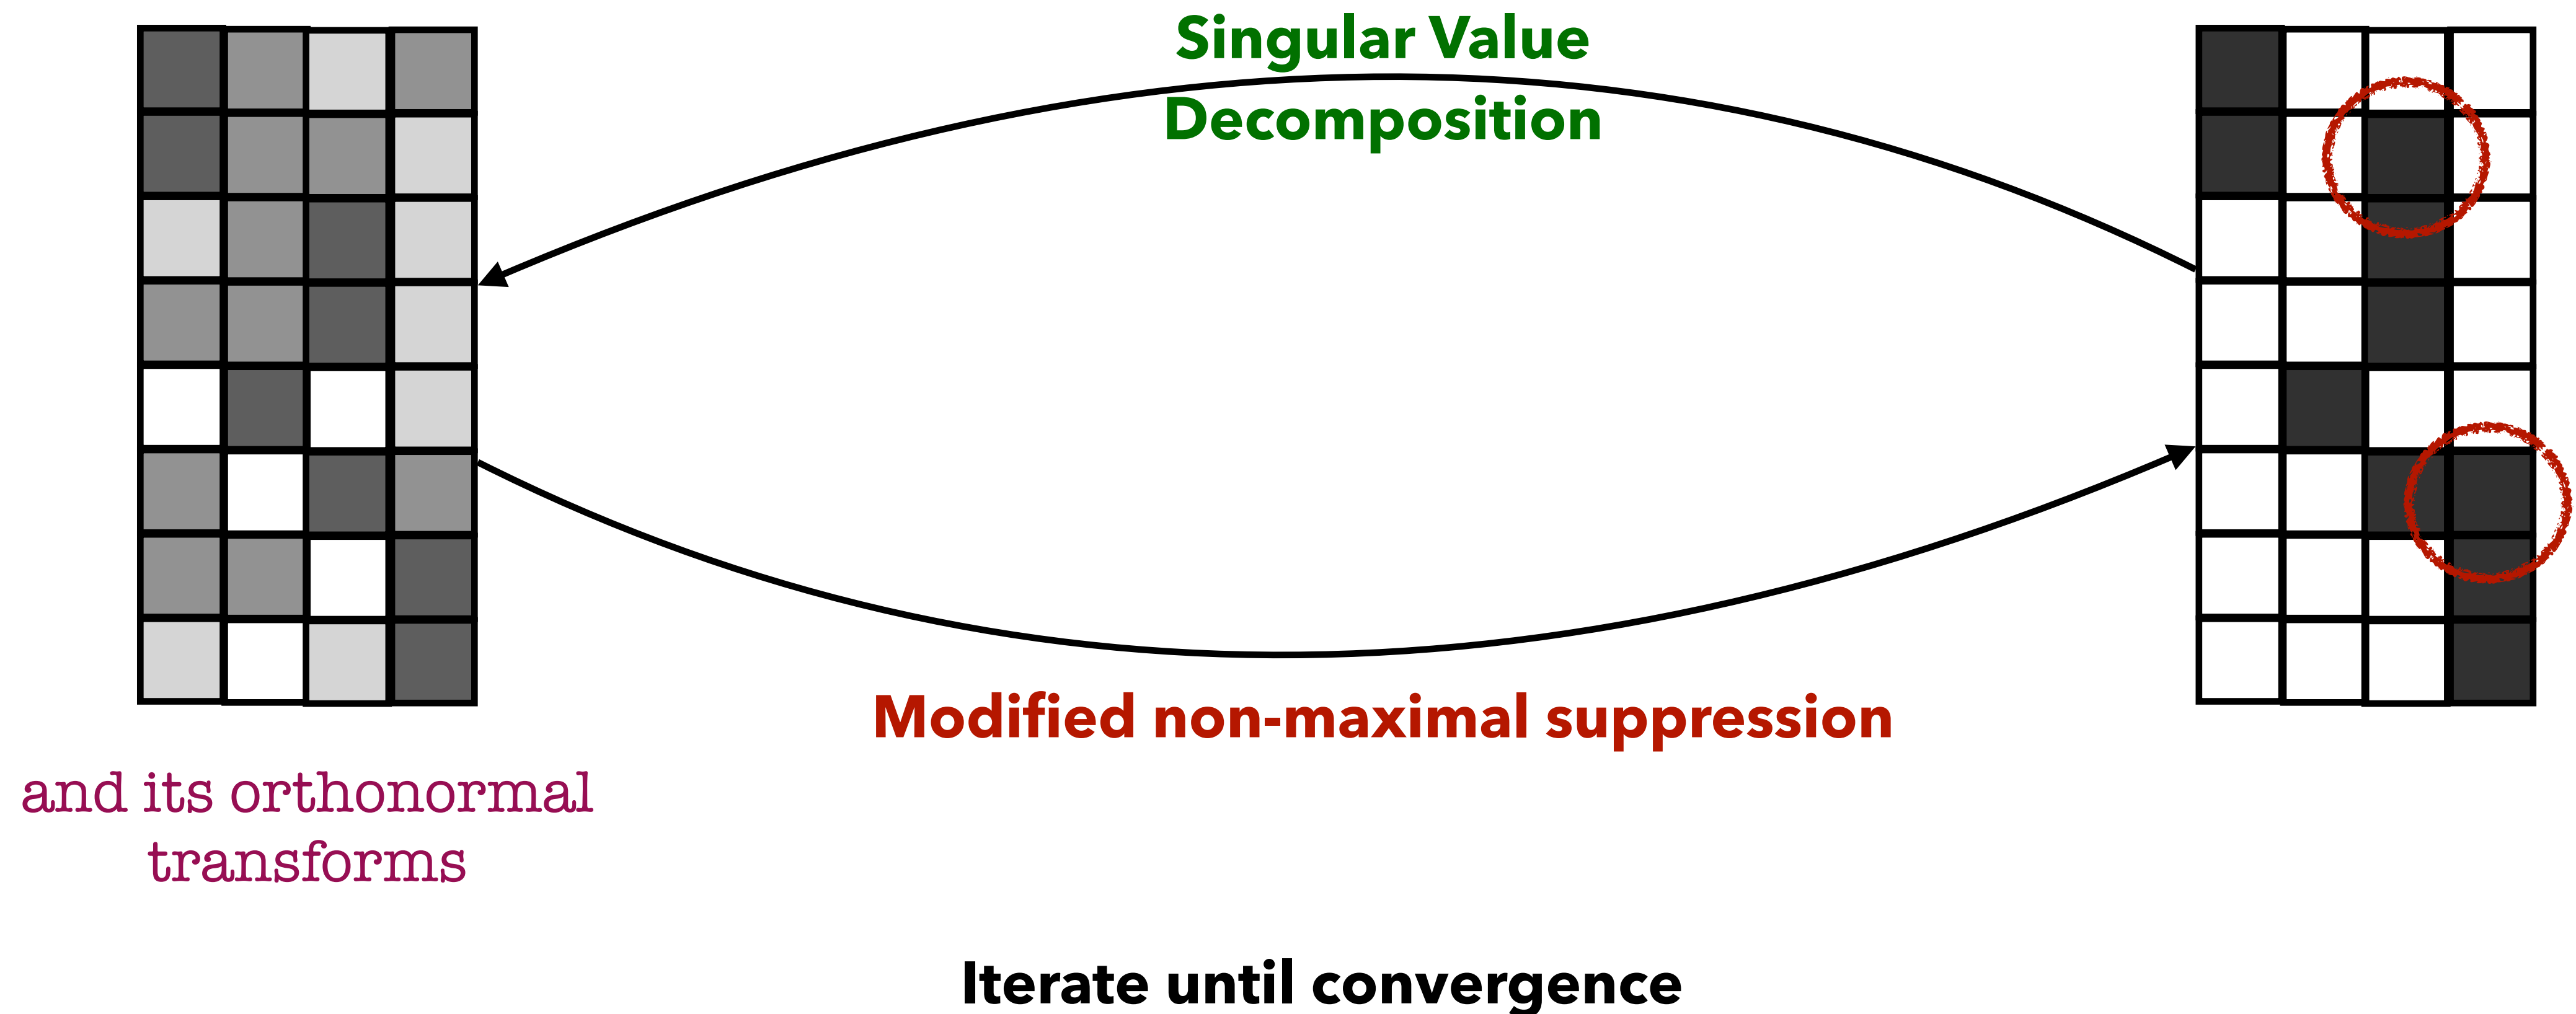 Singular Value
Decomposition
Modified non-maximal suppression
and its orthonormal
transforms
Iterate until convergence